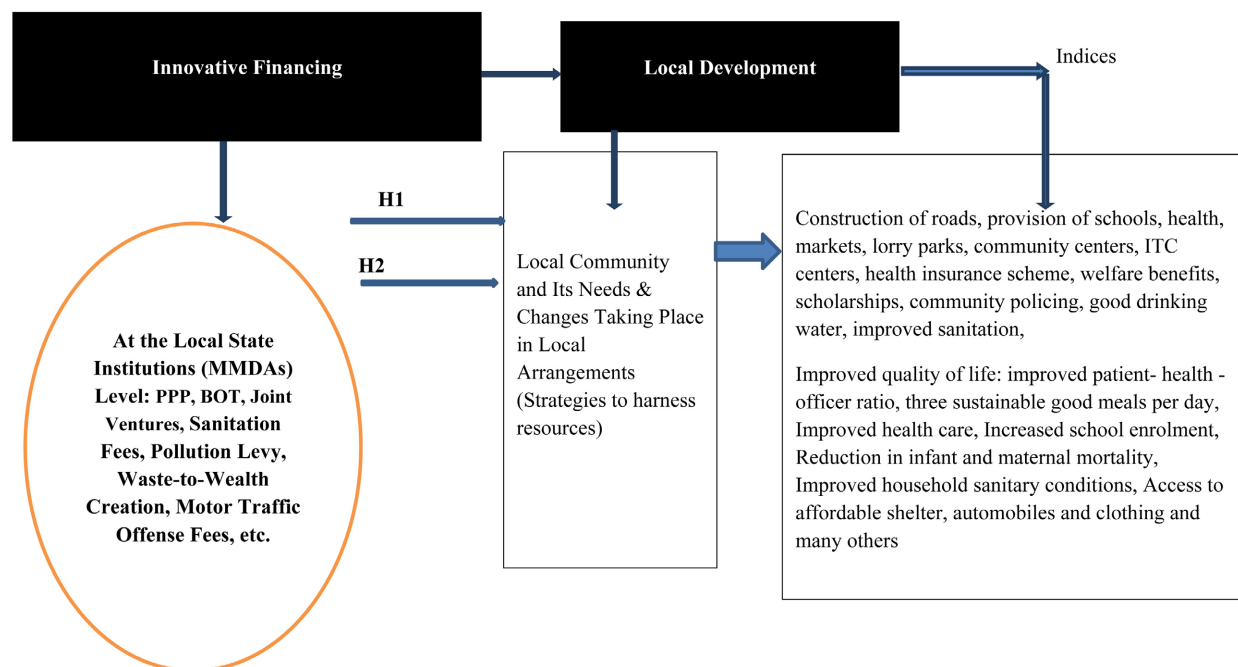 Innovative Financing
Local Development
Indices
H1
H2
At the Local State
Institutions (MMDAs)
Level: PPP, BOT, Joint
Ventures, Sanitation
Fees, Pollution Levy,
Waste-to-Wealth
Creation, Motor Traffic
Offense Fees, etc.
Local Community
and Its Needs &
Changes Taking Place
in Local
Arrangements
(Strategies to harness
resources)
Construction of roads, provision of schools, health,
markets, lorry parks, community centers, ITC
centers, health insurance scheme, welfare benefits,
scholarships, community policing, good drinking
water, improved sanitation,
Improved quality of life: improved patient- health -
officer ratio, three sustainable good meals per day,
Improved health care, Increased school enrolment,
Reduction in infant and maternal mortality,
Improved household sanitary conditions, Access to
affordable shelter, automobiles and clothing and
many others